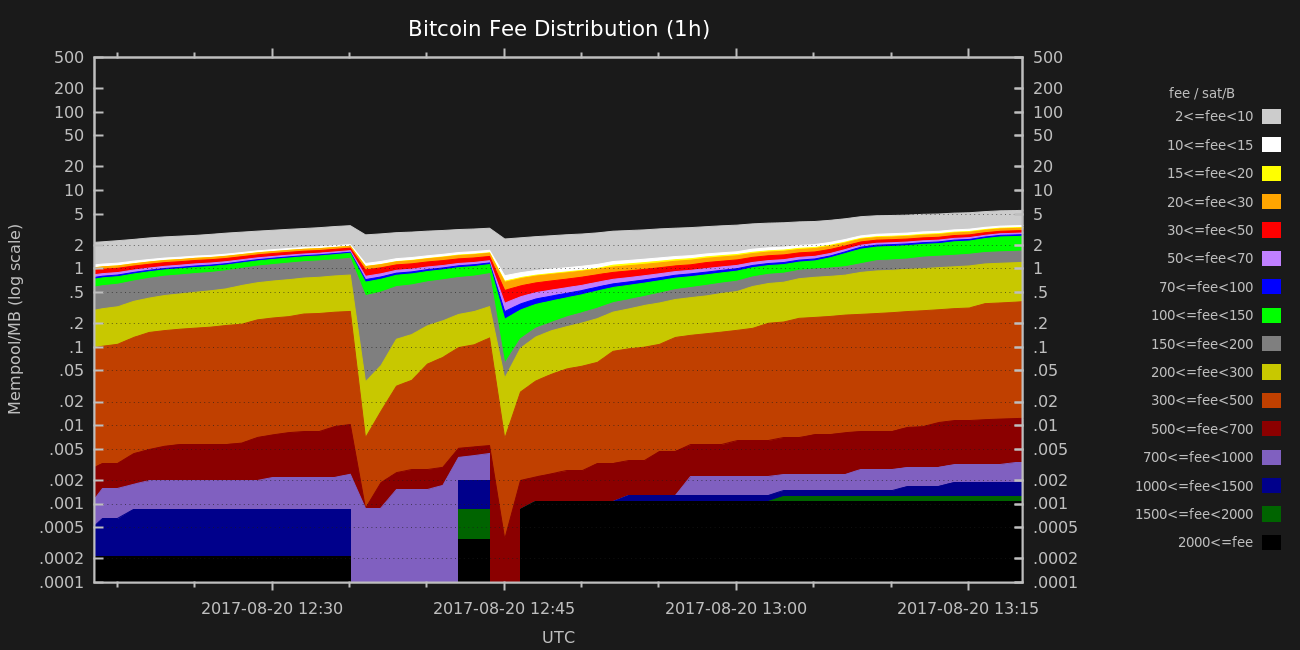 Bitcoin Fee Distribution (1h)
Mempool/MB (log scale)
500
200
100
50
20
10
5
2
1
.5
.2
.1
.05
.02
.01
.005
.002
.001
.0005
.0002
.0001
500
200
100
50
20
10
5
2
1
.5
.2
.1
.05
.02
.01
.005
.002
.001
.0005
.0002
.0001
2017-08-20 12:30 2017-08-20 12:45 2017-08-20 13:00 2017-08-20 13:15
UTC
fee / sat/B
2<=fee<10
10<=fee<15
15<=fee<20
20<=fee<30
30<=fee<50
50<=fee<70
70<=fee<100
100<=fee<150
150<=fee<200
200<=fee<300
300<=fee<500
500<=fee<700
700<=fee<1000
1000<=fee<1500
1500<=fee<2000
2000<=fee